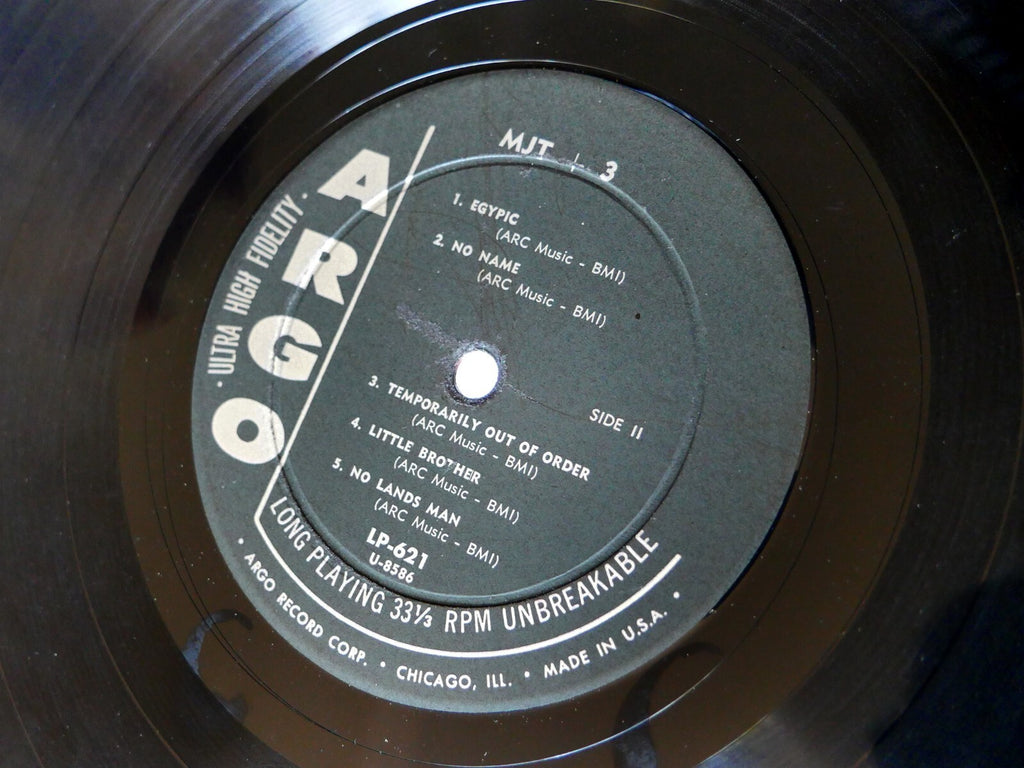 MJT + 3
ARGO
· ULTRA HIGH FIDELITY ·
1. EGYPIC
(ARC Music - BMI)
2. NO NAME
(ARC Music - BMI)
3. TEMPORARILY OUT OF ORDER
(ARC Music - BMI)
SIDE II
4. LITTLE BROTHER
(ARC Music - BMI)
5. NO LANDS MAN
(ARC Music - BMI)
LP-621
U-8586
LONG PLAYING 33⅓ RPM UNBREAKABLE
• ARGO RECORD CORP. • CHICAGO, ILL. • MADE IN U.S.A. •